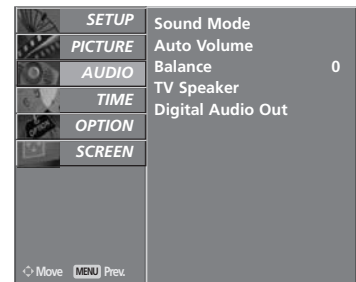 SETUP
PICTURE
AUDIO
TIME
OPTION
SCREEN
Move MENU Prev.
Sound Mode
Auto Volume
Balance 0
TV Speaker
Digital Audio Out